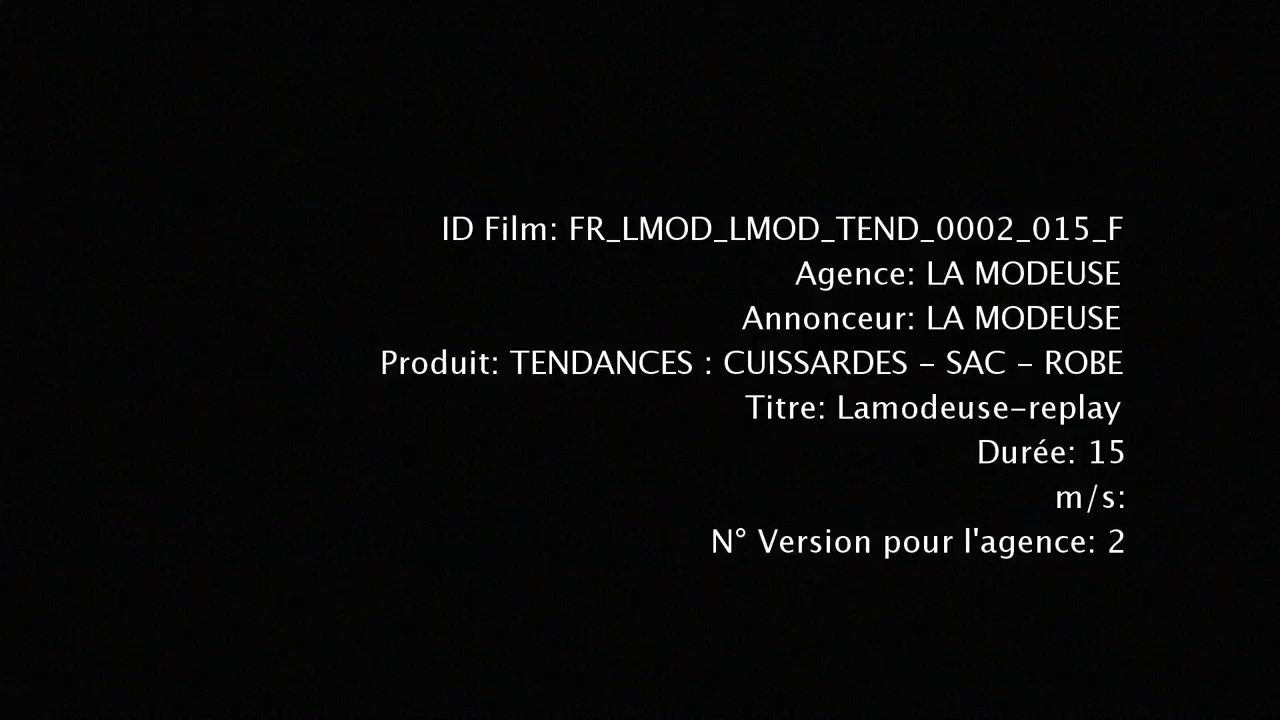 ID Film: FR_LMOD_LMOD_TEND_0002_015_F
Agence: LA MODEUSE
Annonceur: LA MODEUSE
Produit: TENDANCES : CUISSARDES - SAC - ROBE
Titre: Lamodeuse-replay
Durée: 15
m/s:
N° Version pour l'agence: 2